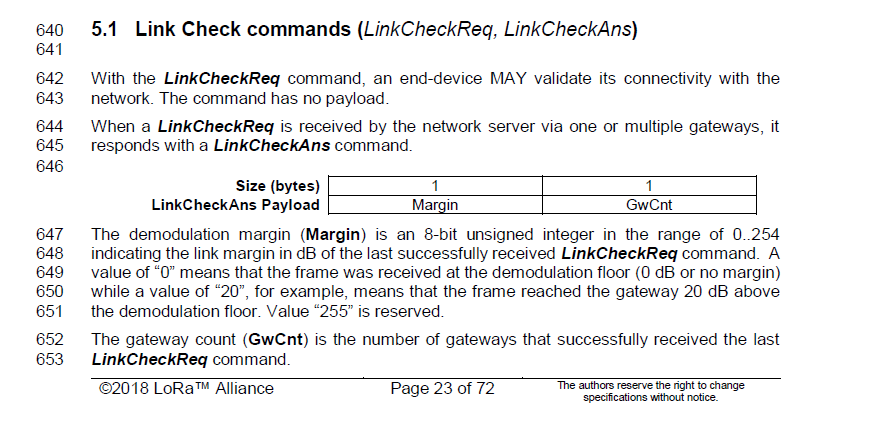 640 5.1 Link Check commands (LinkCheckReq, LinkCheckAns)
641
642 With the LinkCheckReq command, an end-device MAY validate its connectivity with the
643 network. The command has no payload.
644 When a LinkCheckReq is received by the network server via one or multiple gateways, it
645 responds with a LinkCheckAns command.
646
Size (bytes) 1 1
LinkCheckAns Payload Margin GwCnt
647 The demodulation margin (Margin) is an 8-bit unsigned integer in the range of 0..254
648 indicating the link margin in dB of the last successfully received LinkCheckReq command. A
649 value of “0” means that the frame was received at the demodulation floor (0 dB or no margin)
650 while a value of “20”, for example, means that the frame reached the gateway 20 dB above
651 the demodulation floor. Value “255” is reserved.
652 The gateway count (GwCnt) is the number of gateways that successfully received the last
653 LinkCheckReq command.
©2018 LoRa™ Alliance Page 23 of 72 The authors reserve the right to change
specifications without notice.